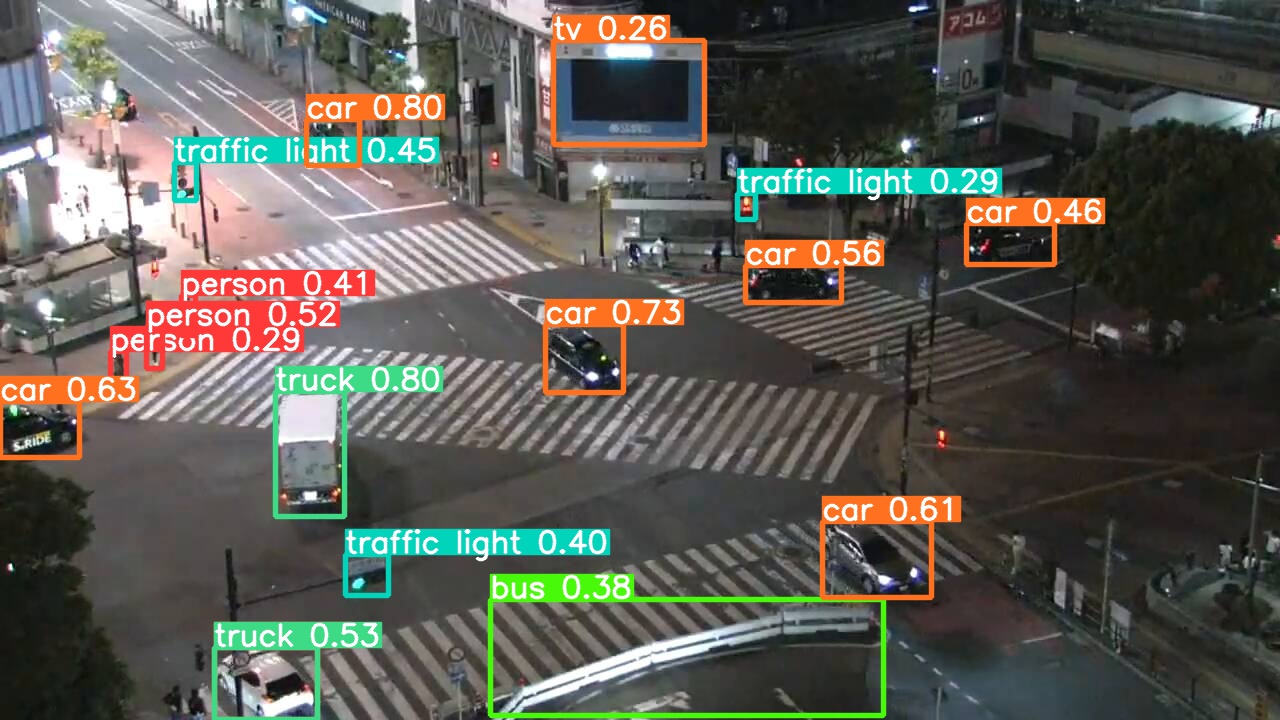 AMERICAN EAGLE
tv 0.26
アコム
car 0.80
traffic light 0.45
traffic light 0.29
car 0.46
car 0.56
person 0.41
car 0.73
person 0.52
person 0.29
truck 0.80
car 0.63
S.RIDE
car 0.61
traffic light 0.40
bus 0.38
truck 0.53